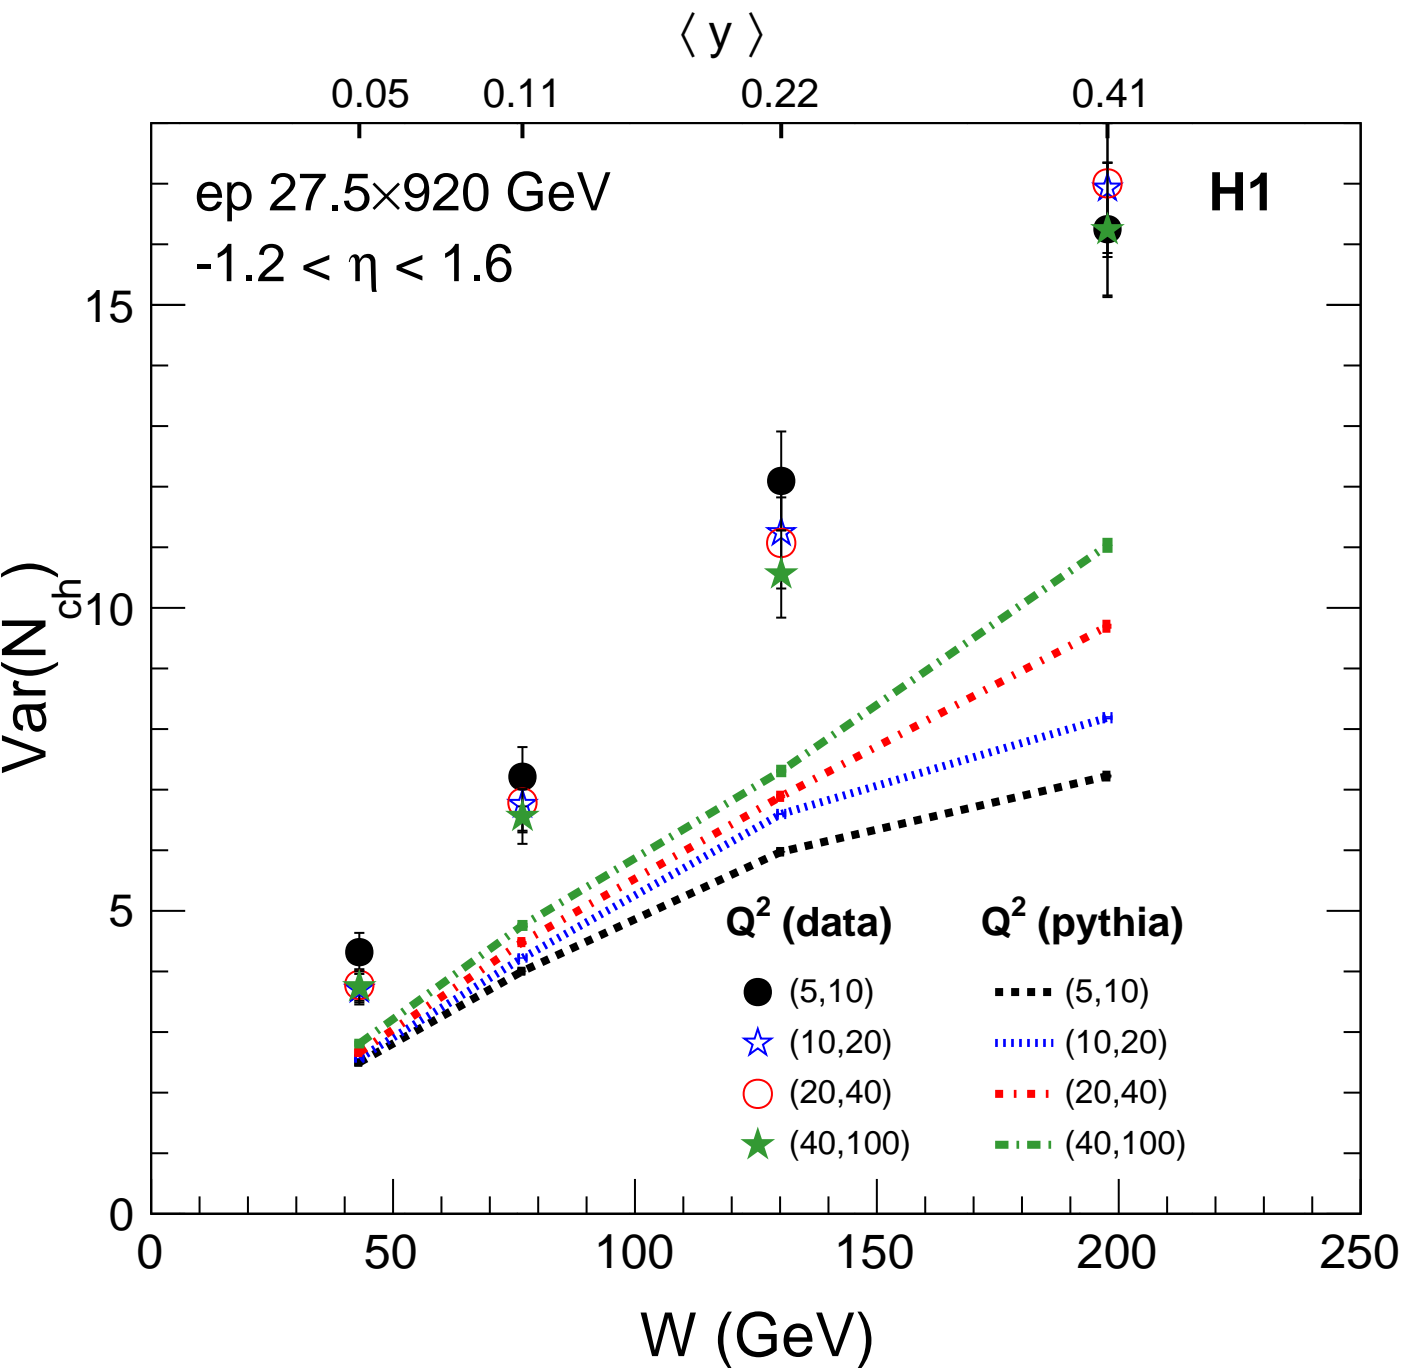 ⟨ y ⟩
0.05 0.11 0.22 0.41
ep 27.5×920 GeV
H1
-1.2 < η < 1.6
15
10
5
0
Var(N_ch)
Q² (data) Q² (pythia)
(5,10) (5,10)
(10,20) (10,20)
(20,40) (20,40)
(40,100) (40,100)
0 50 100 150 200 250
W (GeV)